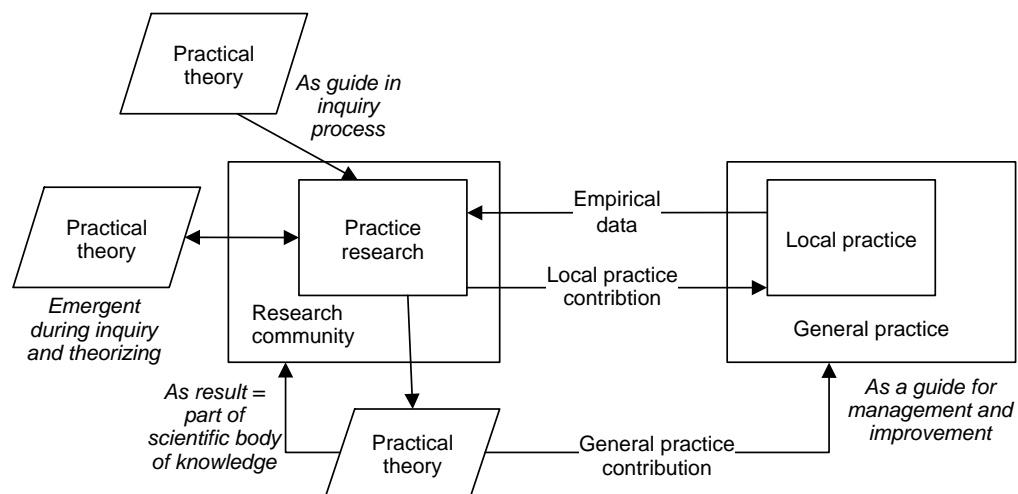 Practical
theory
As guide in
inquiry
process
Practical
theory
Emergent
during inquiry
and theorizing
Practice
research
Research
community
Empirical
data
Local practice
contribtion
Local practice
General practice
As result =
part of
scientific body
of knowledge
Practical
theory
General practice
contribution
As a guide for
management and
improvement